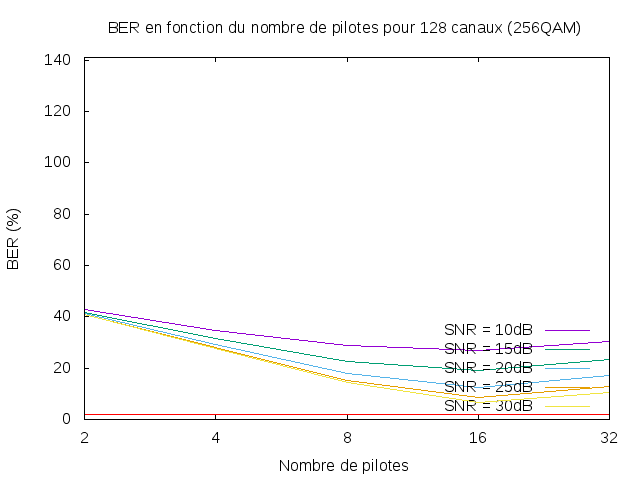 BER en fonction du nombre de pilotes pour 128 canaux (256QAM)
140
120
100
80
60
40
20
0
BER (%)
SNR = 10dB
SNR = 15dB
SNR = 20dB
SNR = 25dB
SNR = 30dB
2 4 8 16 32
Nombre de pilotes